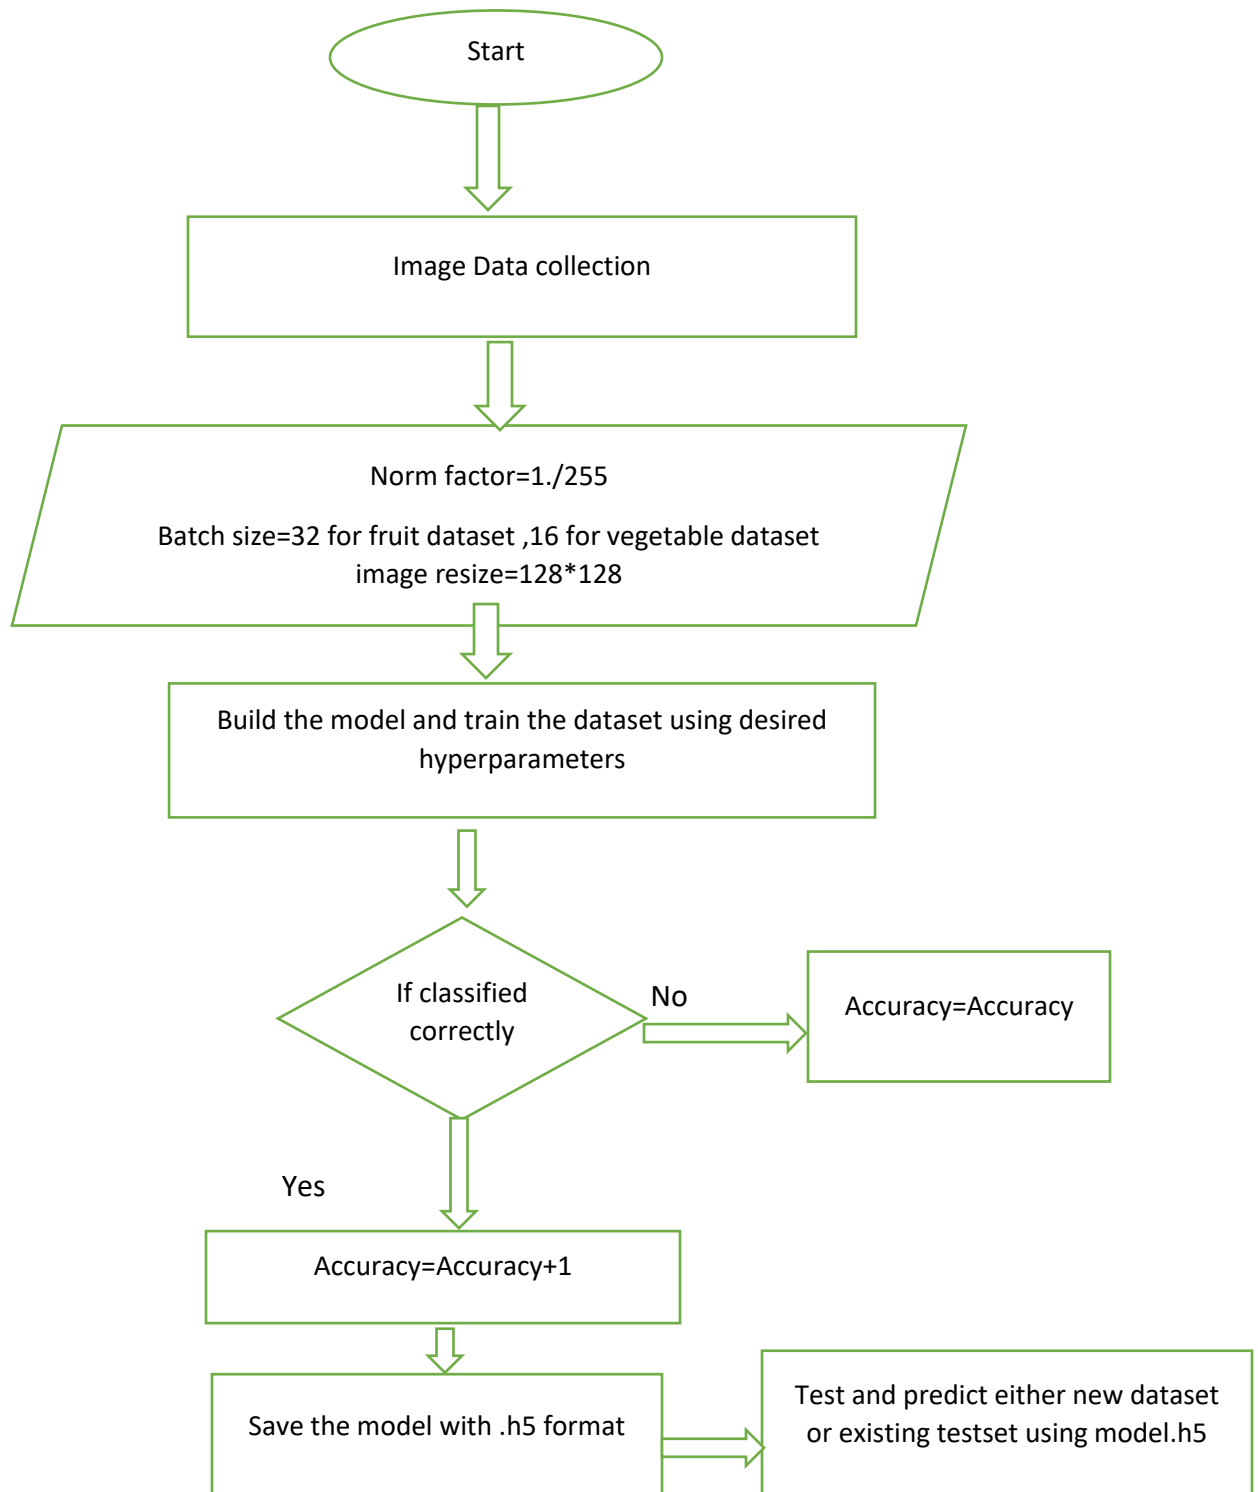 Start
Image Data collection
Norm factor=1./255
Batch size=32 for fruit dataset ,16 for vegetable dataset
image resize=128*128
Build the model and train the dataset using desired
hyperparameters
If classified
correctly
No
Accuracy=Accuracy
Yes
Accuracy=Accuracy+1
Save the model with .h5 format
Test and predict either new dataset
or existing testset using model.h5